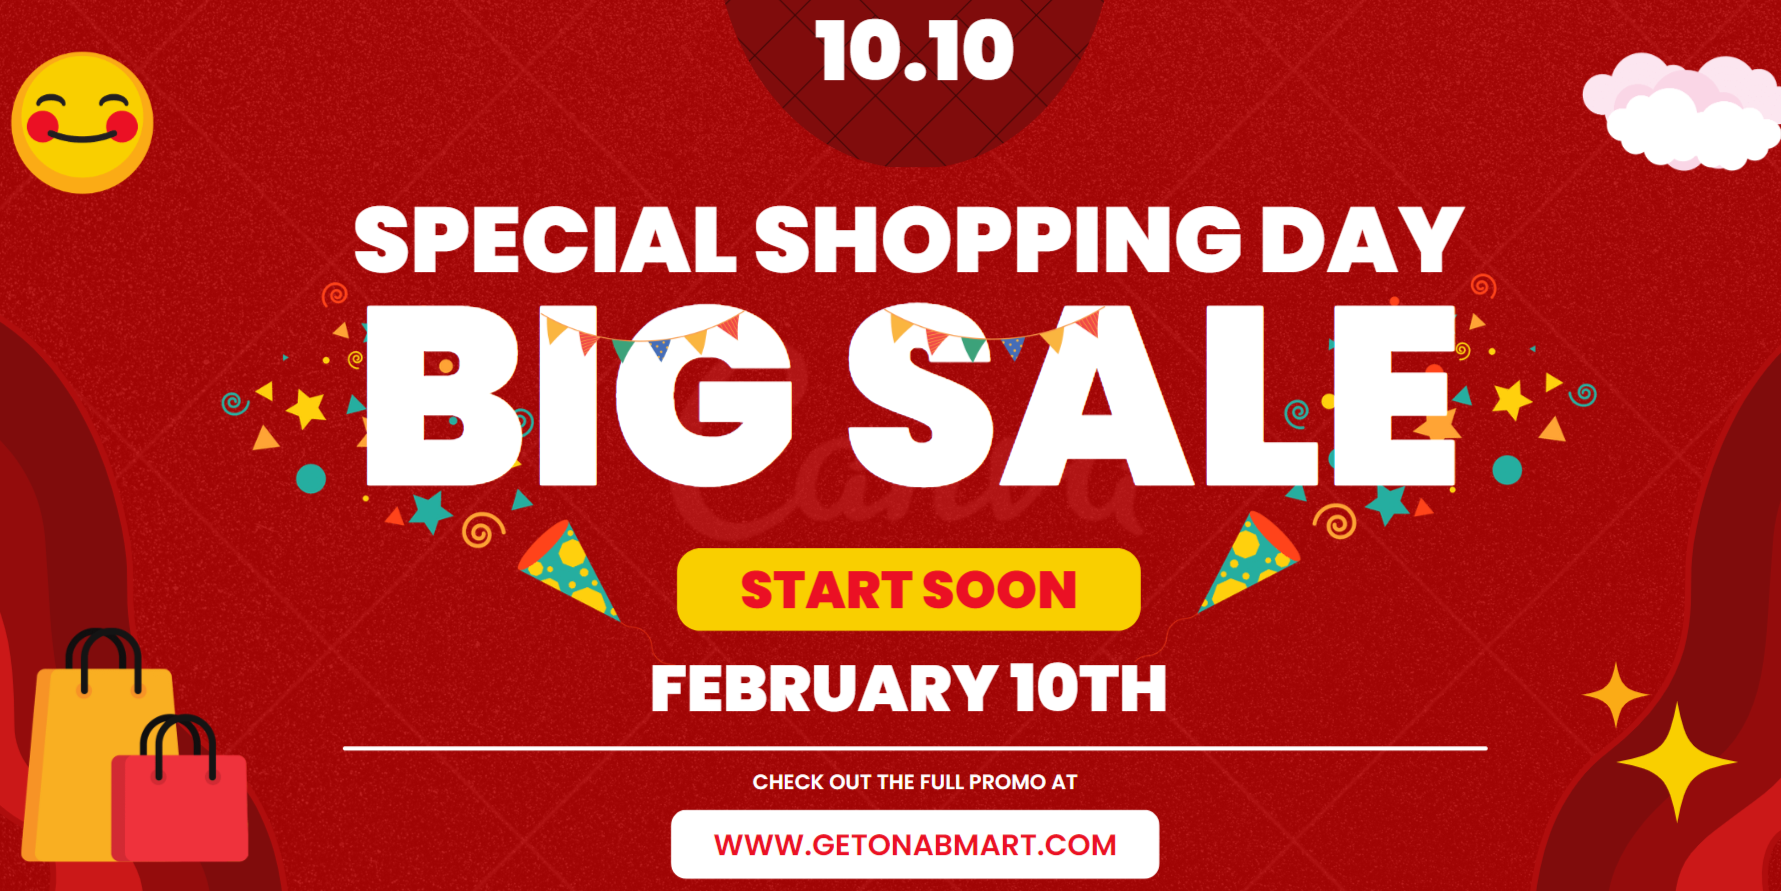 10.10
SPECIAL SHOPPING DAY
BIG SALE
Canva
START SOON
FEBRUARY 10TH
CHECK OUT THE FULL PROMO AT
WWW.GETONABMART.COM